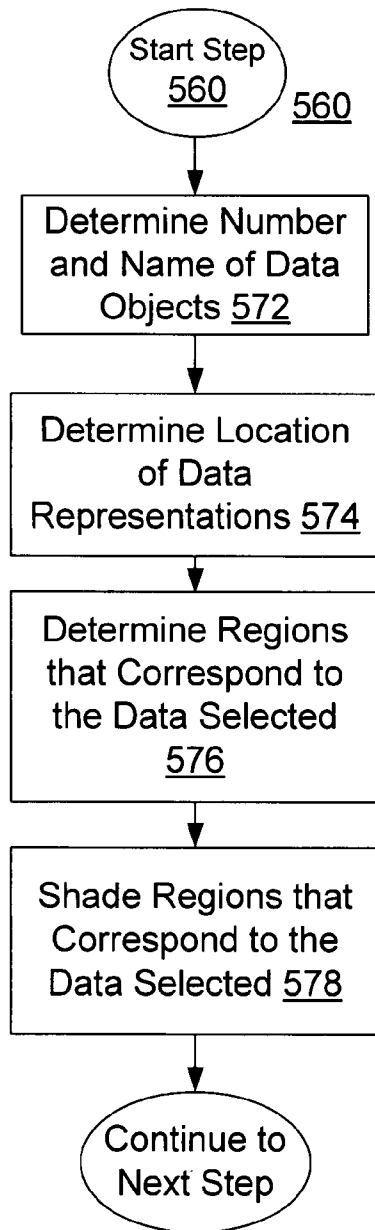 Start Step
560
560
Determine Number
and Name of Data
Objects 572
Determine Location
of Data
Representations 574
Determine Regions
that Correspond to
the Data Selected
576
Shade Regions that
Correspond to the
Data Selected 578
Continue to
Next Step